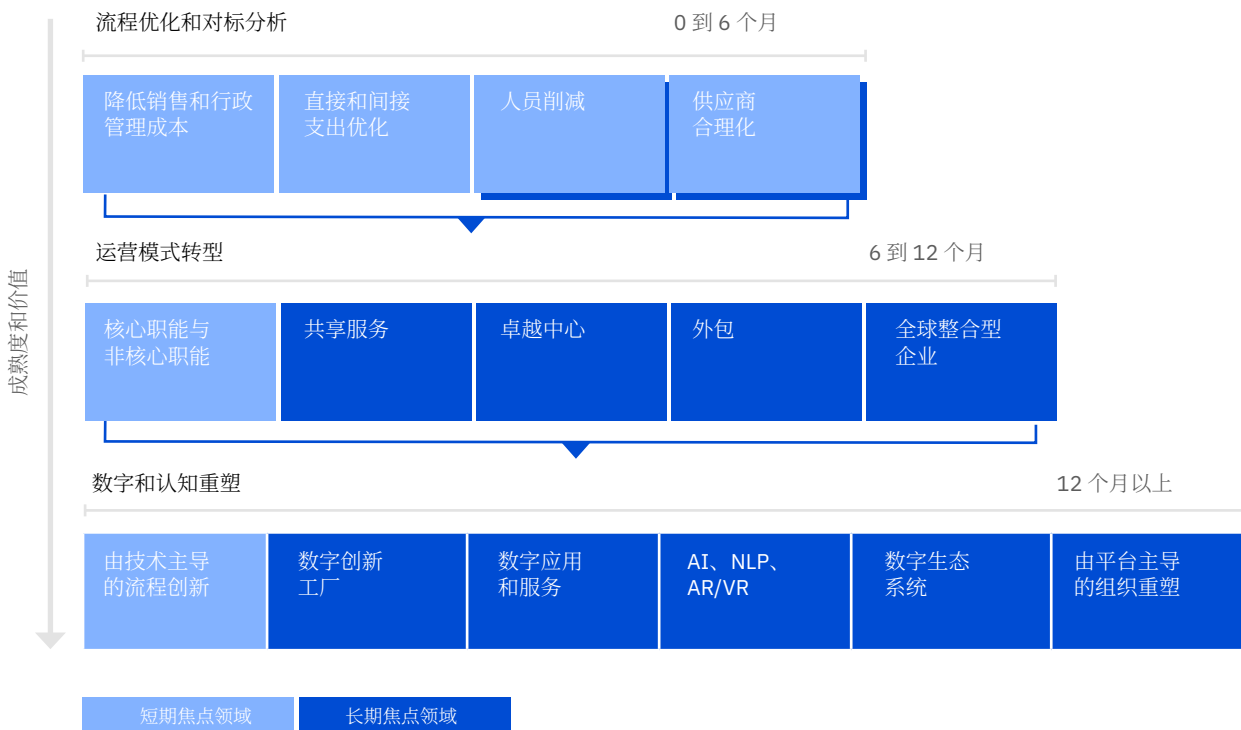 流程优化和对标分析
0 到 6 个月
降低销售和行政
管理成本
直接和间接
支出优化
人员削减
供应商
合理化
运营模式转型
6 到 12 个月
核心职能与
非核心职能
共享服务
卓越中心
外包
全球整合型
企业
成熟度和价值
数字和认知重塑
12 个月以上
由技术主导
的流程创新
数字创新
工厂
数字应用
和服务
AI、NLP、
AR/VR
数字生态
系统
由平台主导
的组织重塑
短期焦点领域
长期焦点领域